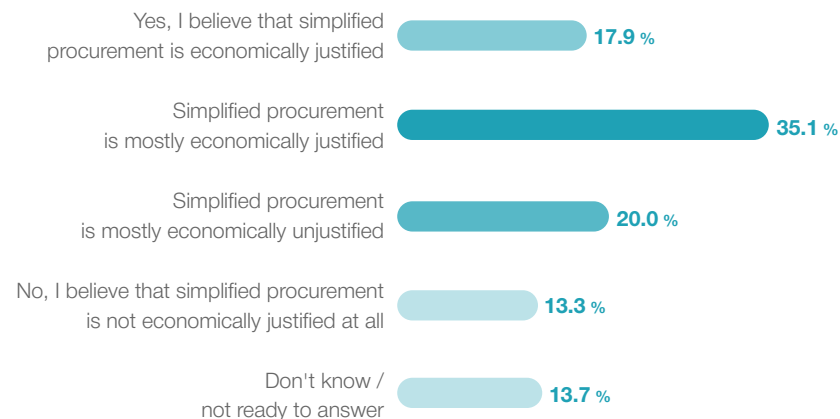 Yes, I believe that simplified
procurement is economically justified
17.9 %
Simplified procurement
is mostly economically justified
35.1 %
Simplified procurement
is mostly economically unjustified
20.0 %
No, I believe that simplified procurement
is not economically justified at all
13.3 %
Don't know /
not ready to answer
13.7 %